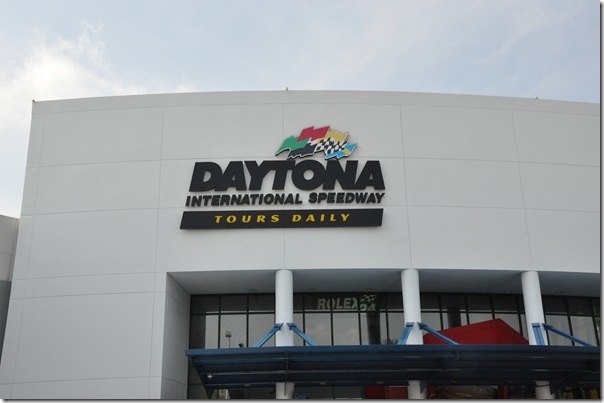 DAYTONA
INTERNATIONAL SPEEDWAY
TOURS DAILY
ROLEX 24